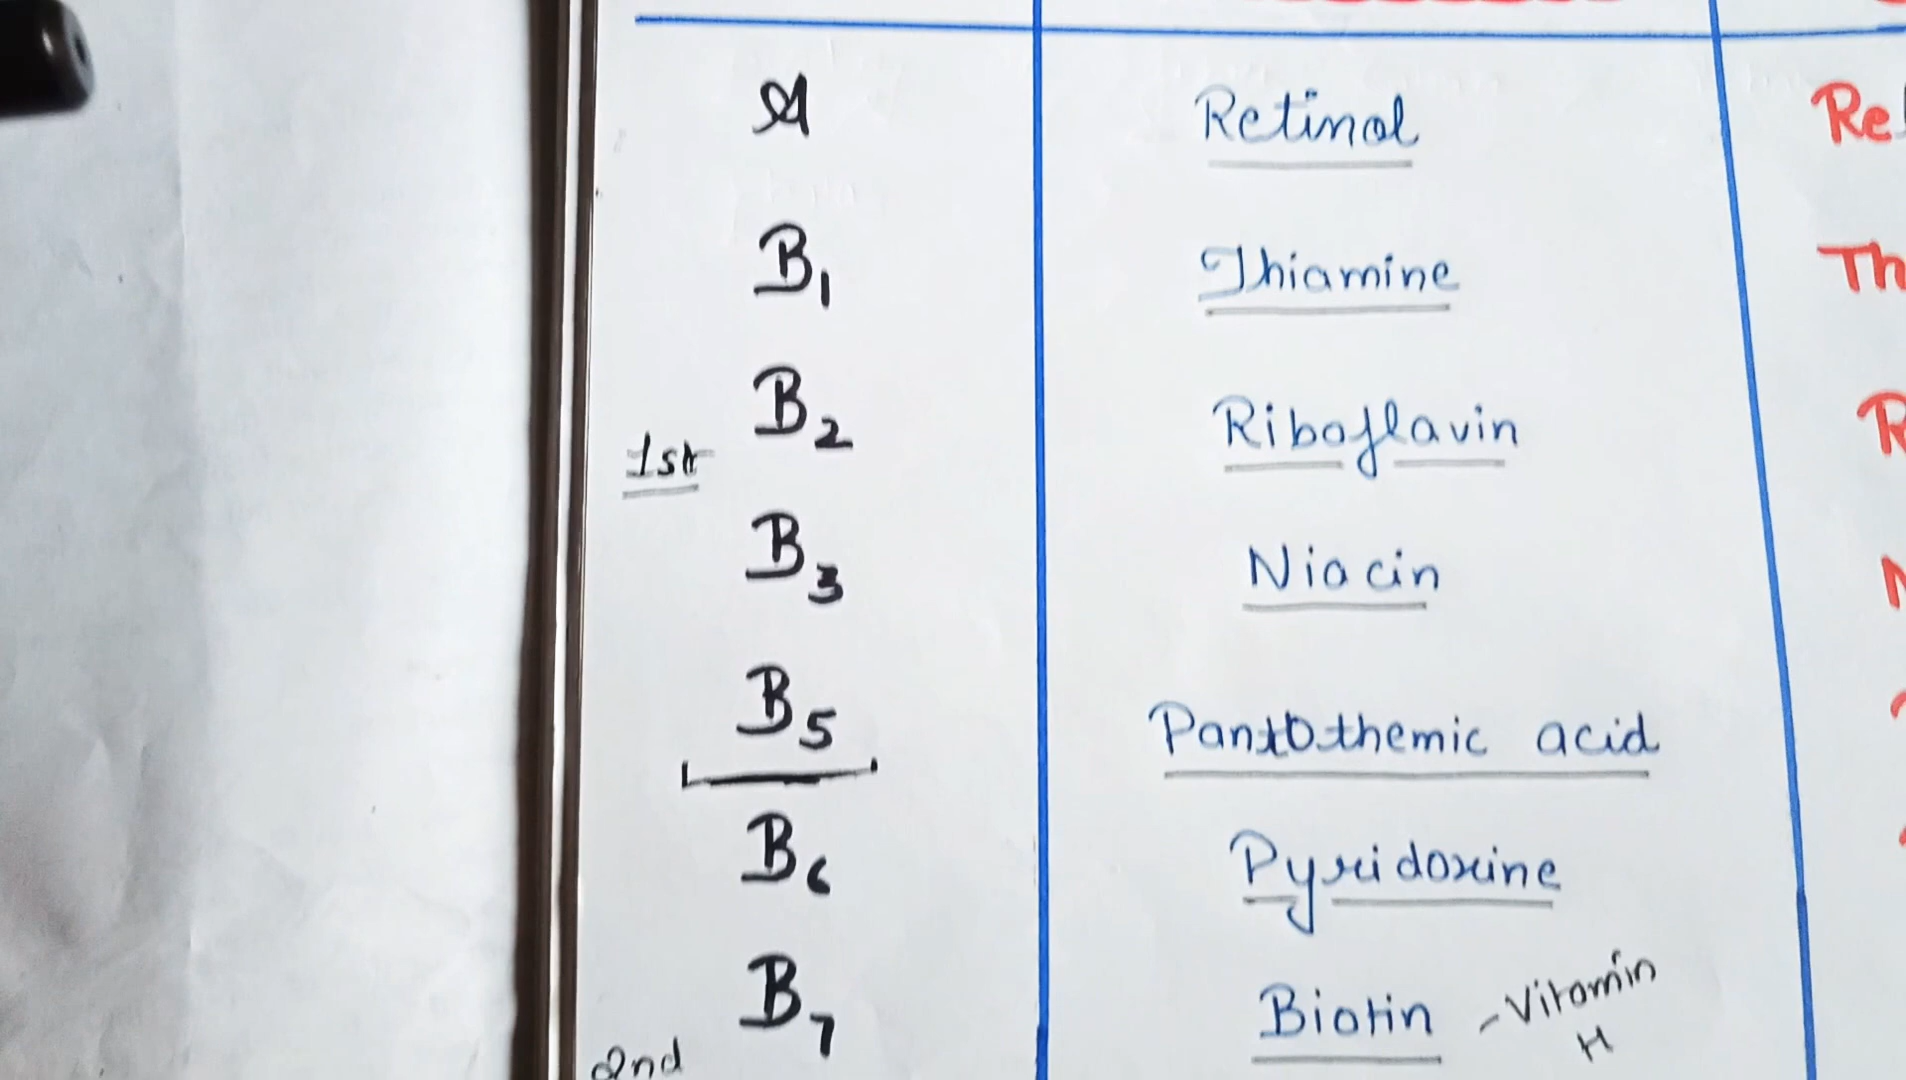 A Retinol Re
B1 Thiamine Th
B2 Riboflavin R
1st
B3 Niacin N
B5 Pantothemic acid
B6 Pyridoxine
B7 Biotin - Vitamin H
2nd